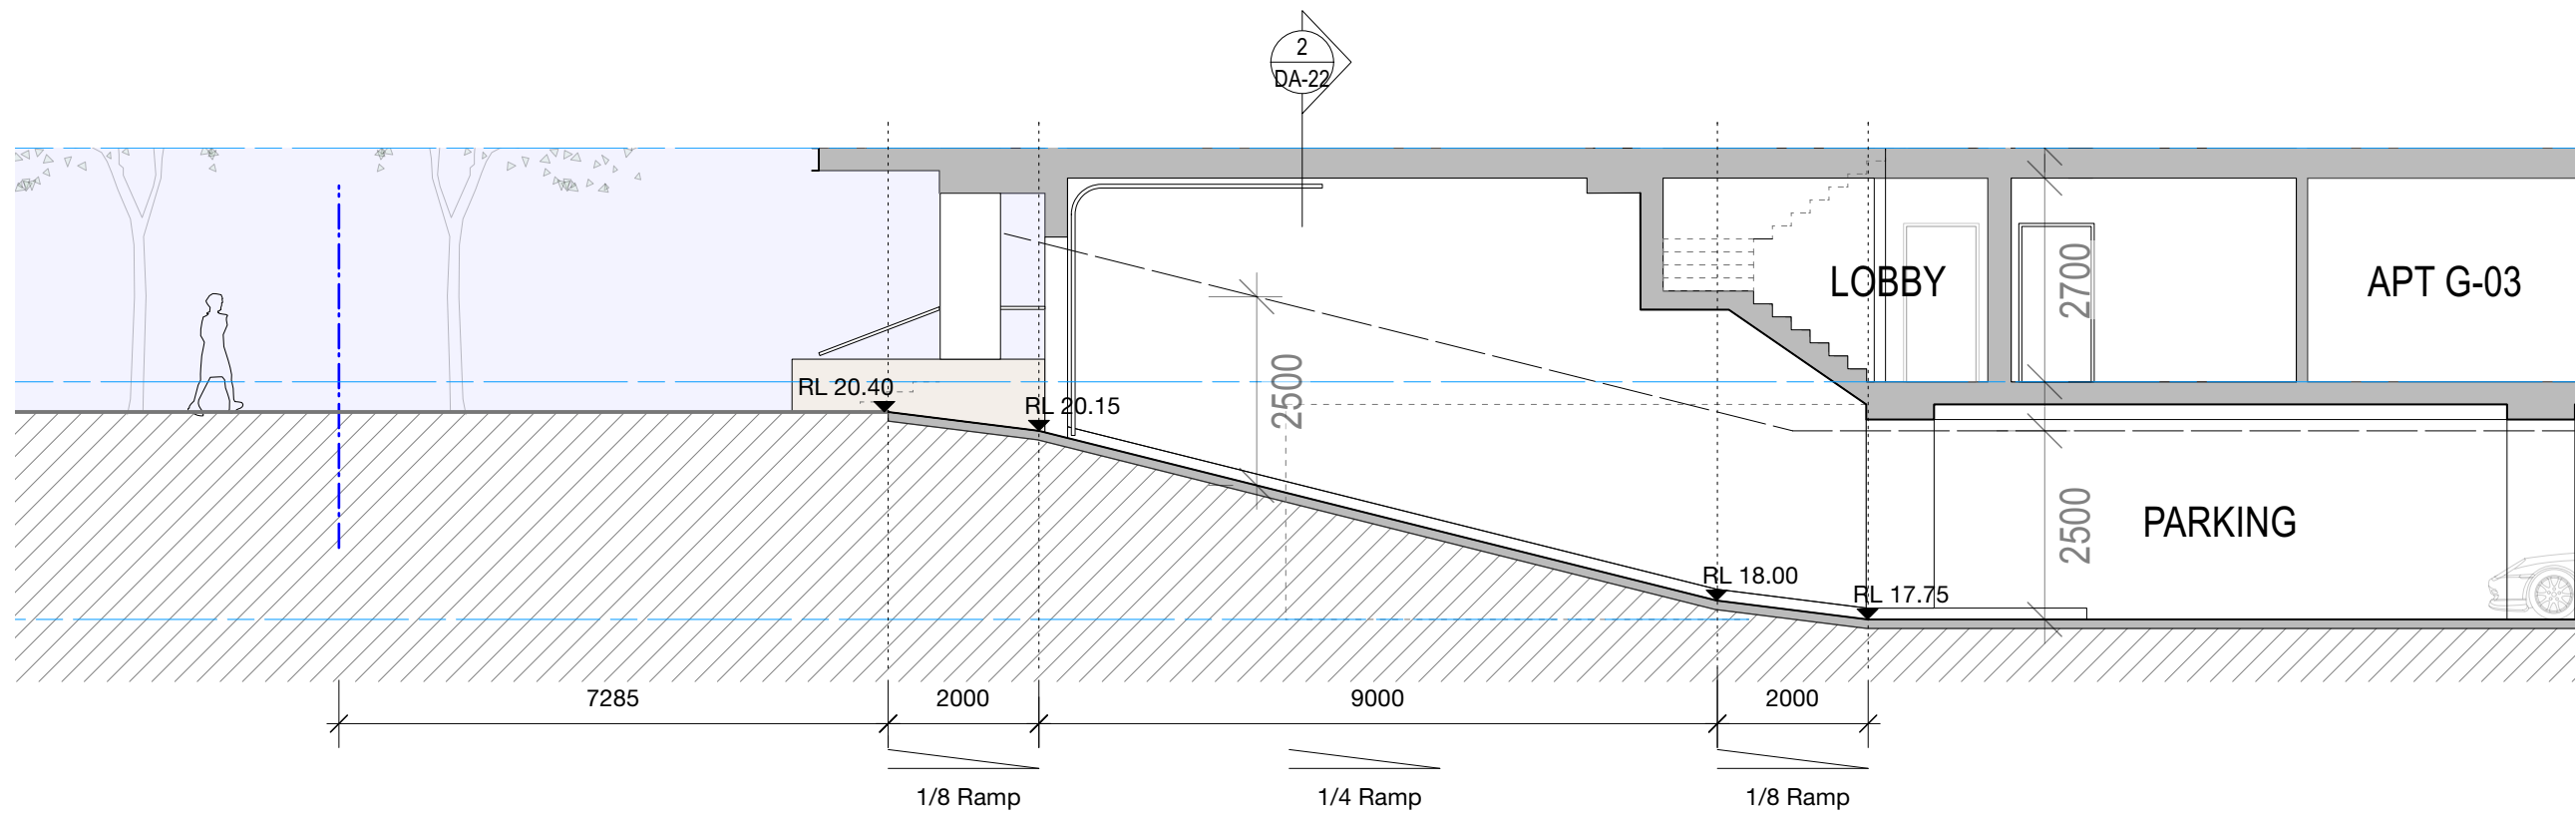 2
DA-22
LOBBY
2700
APT G-03
2500
RL 20.40
RL 20.15
2500
PARKING
RL 18.00
RL 17.75
7285
2000
9000
2000
1/8 Ramp
1/4 Ramp
1/8 Ramp